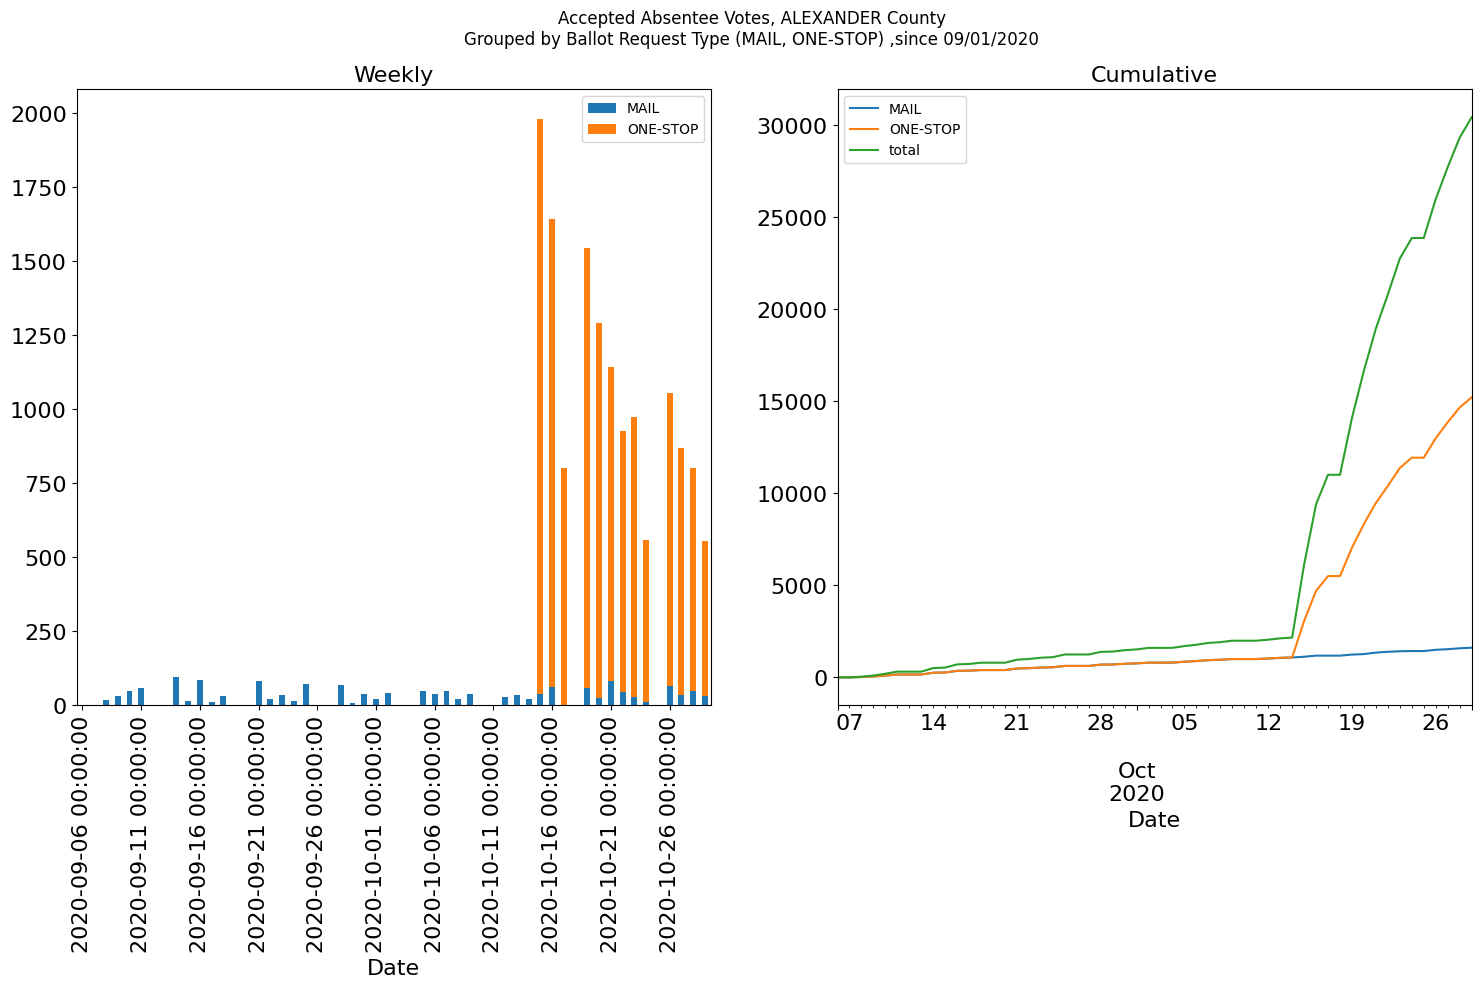 Accepted Absentee Votes, ALEXANDER County
Grouped by Ballot Request Type (MAIL, ONE-STOP) ,since 09/01/2020
Weekly
MAIL
ONE-STOP
2000
1750
1500
1250
1000
750
500
250
0
2020-09-06 00:00:00
2020-09-11 00:00:00
2020-09-16 00:00:00
2020-09-21 00:00:00
2020-09-26 00:00:00
2020-10-01 00:00:00
2020-10-06 00:00:00
2020-10-11 00:00:00
2020-10-16 00:00:00
2020-10-21 00:00:00
2020-10-26 00:00:00
Date
Cumulative
MAIL
ONE-STOP
total
30000
25000
20000
15000
10000
5000
0
07 14 21 28 05 12 19 26
Oct
2020
Date